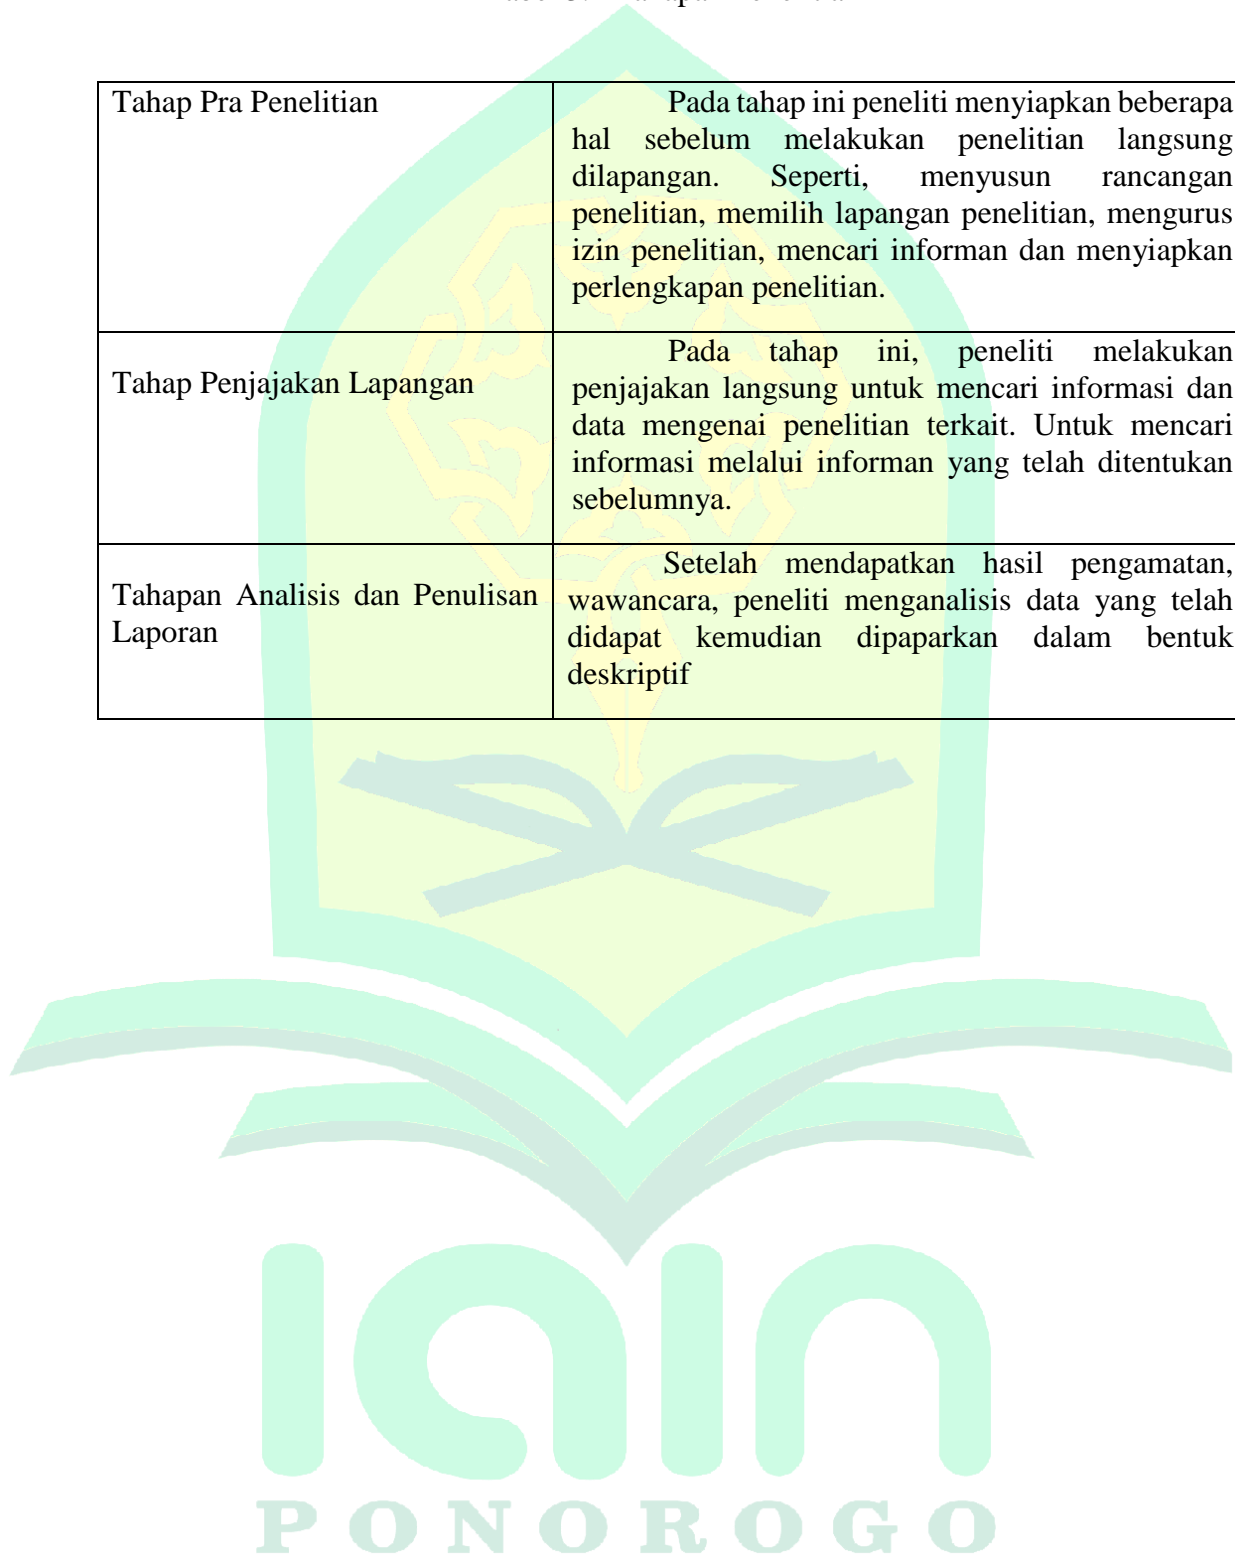 Tahap Pra Penelitian
Pada tahap ini peneliti menyiapkan beberapa
hal sebelum melakukan penelitian langsung
dilapangan. Seperti, menyusun rancangan
penelitian, memilih lapangan penelitian, mengurus
izin penelitian, mencari informan dan menyiapkan
perlengkapan penelitian.
Tahap Penjajakan Lapangan
Pada tahap ini, peneliti melakukan
penjajakan langsung untuk mencari informasi dan
data mengenai penelitian terkait. Untuk mencari
informasi melalui informan yang telah ditentukan
sebelumnya.
Tahapan Analisis dan Penulisan
Laporan
Setelah mendapatkan hasil pengamatan,
wawancara, peneliti menganalisis data yang telah
didapat kemudian dipaparkan dalam bentuk
deskriptif
iain
PONOROGO